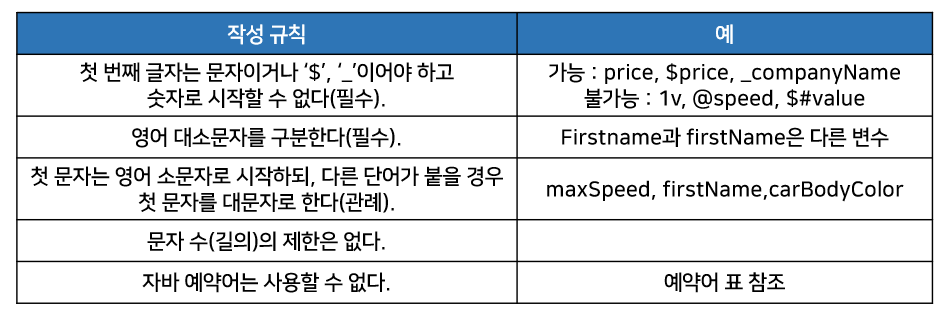 작성 규칙
예
첫 번째 글자는 문자이거나 ‘$’, ‘_’이어야 하고
숫자로 시작할 수 없다(필수).
가능 : price, $price, _companyName
불가능 : 1v, @speed, $#value
영어 대소문자를 구분한다(필수).
Firstname과 firstName은 다른 변수
첫 문자는 영어 소문자로 시작하되, 다른 단어가 붙을 경우
첫 문자를 대문자로 한다(관례).
maxSpeed, firstName,carBodyColor
문자 수(길의)의 제한은 없다.
자바 예약어는 사용할 수 없다.
예약어 표 참조